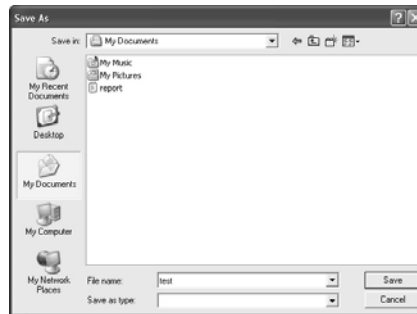 Save As
Save in: My Documents
My Music
My Pictures
report
My Recent
Documents
Desktop
My Documents
My Computer
My Network
Places
File name: test Save
Save as type: Cancel